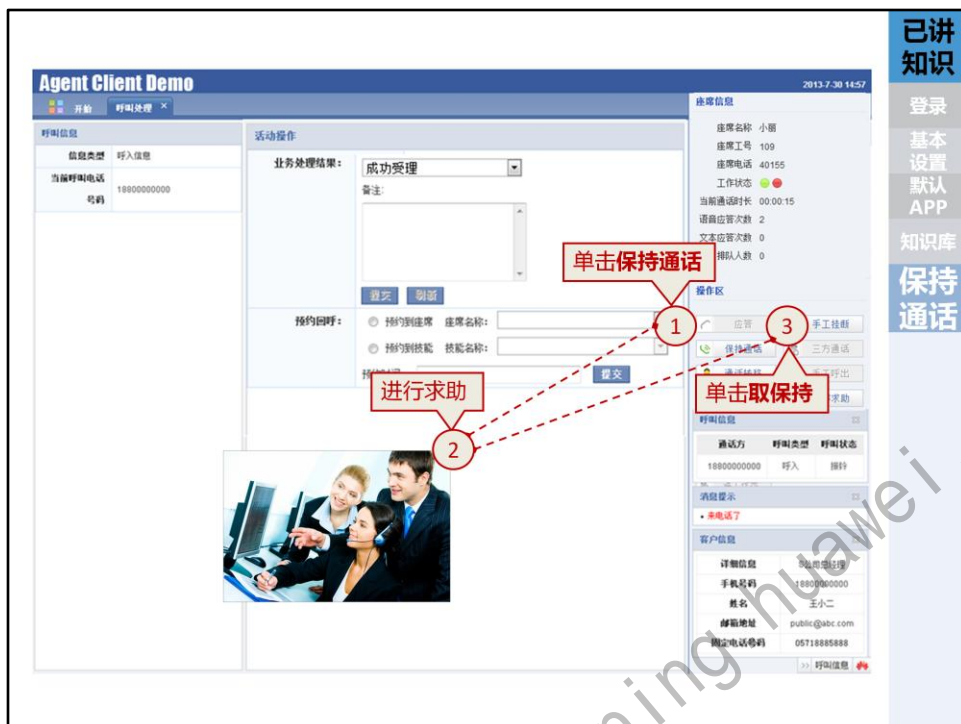 已讲
知识
登录
基本
设置
默认
APP
知识库
保持
通话
Agent Client Demo
2013-7-30 14:57
开始
呼叫处理 ×
呼叫信息
信息类型 呼入信息
当前呼叫电话
号码
18800000000
活动操作
业务处理结果:
成功受理
备注:
提交 刷新
预约回呼:
预约到座席 座席名称:
预约到技能 技能名称:
提交
座席信息
座席名称 小丽
座席工号 109
座席电话 40155
工作状态
当前通话时长 00:00:15
语音应答次数 2
文本应答次数 0
排队人数 0
单击保持通话
操作区
1
应答
3
手工挂断
保持通话
三方通话
手工呼出
单击取保持
求助
进行求助
2
呼叫信息
通话方 呼叫类型 呼叫状态
18800000000 呼入 振铃
消息提示
• 来电话了
客户信息
详细信息
手机号码 18800000000
姓名 王小二
邮箱地址 public@abc.com
固定电话号码 05718885888
>> 呼叫信息
ning huawei